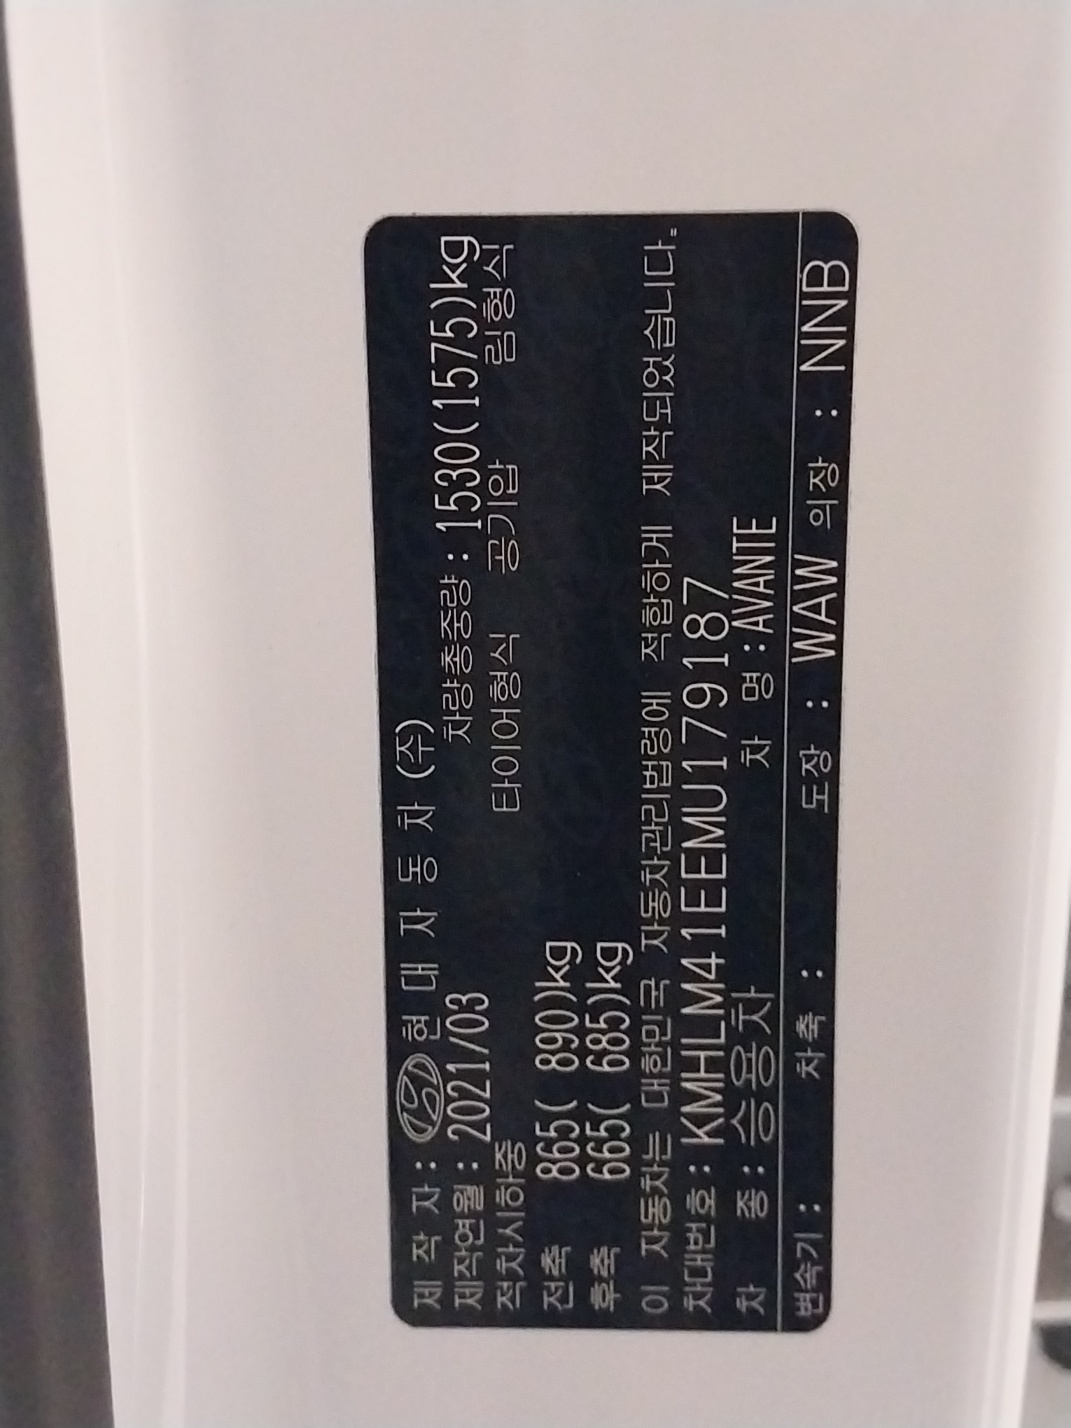 제 작 자 : 현 대 자 동 차 (주)
제작연월 : 2021/03 차량총중량 : 1530(1575)kg
적차시하중 타이어형식 공기압 림형식
전축 865( 890)kg
후축 665( 685)kg
이 자동차는 대한민국 자동차관리법령에 적합하게 제작되었습니다.
차대번호 : KMHLM41EEMU179187
차 종 : 승용차 차 명 : AVANTE
변속기 : 차축 : 도장 : WAW 의장 : NNB